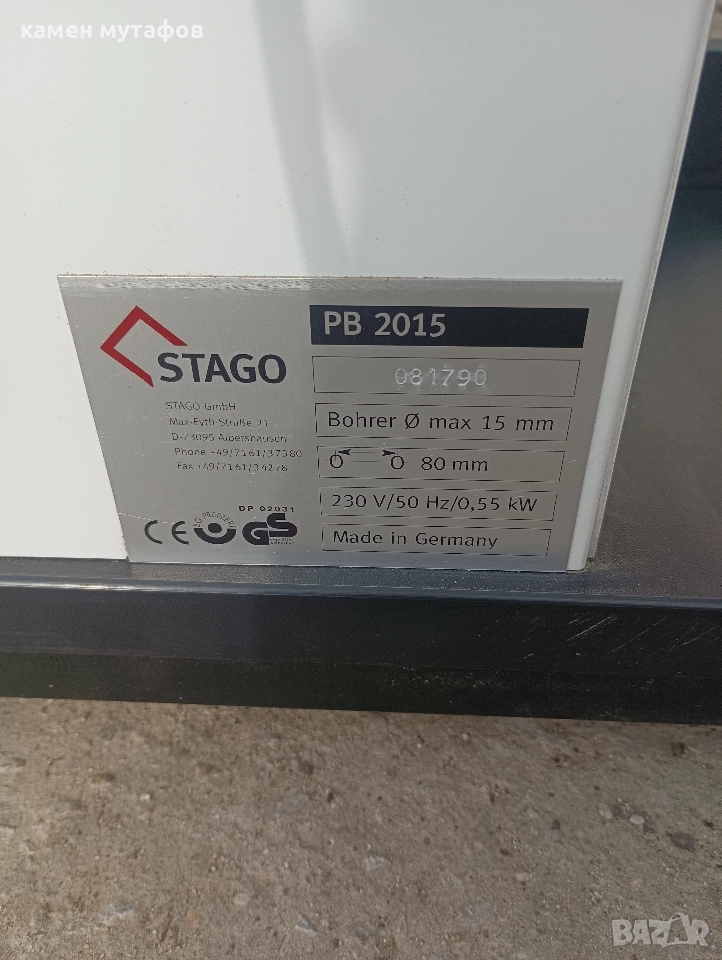 камен мутафов
STAGO
STAGO GmbH
Max-Eyth-Straße 21
D-73095 Albershausen
Phone +49/7161/37380
Fax +49/7161/34278
DP 02031
CE
GS
PB 2015
081790
Bohrer Ø max 15 mm
80 mm
230 V/50 Hz/0,55 kW
Made in Germany
BAZAR